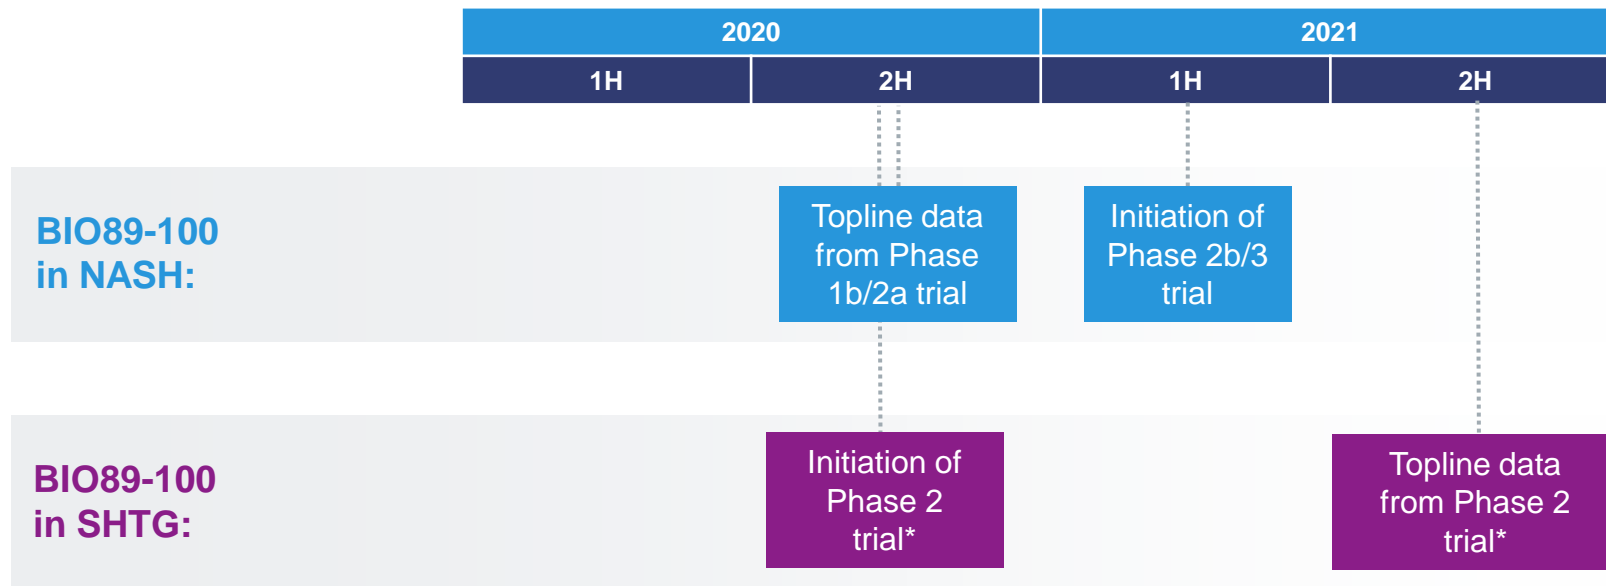 2020
2021
1H
2H
1H
2H
BIO89-100
in NASH:
Topline data
from Phase
1b/2a trial
Initiation of
Phase 2b/3
trial
BIO89-100
in SHTG:
Initiation of
Phase 2
trial*
Topline data
from Phase 2
trial*